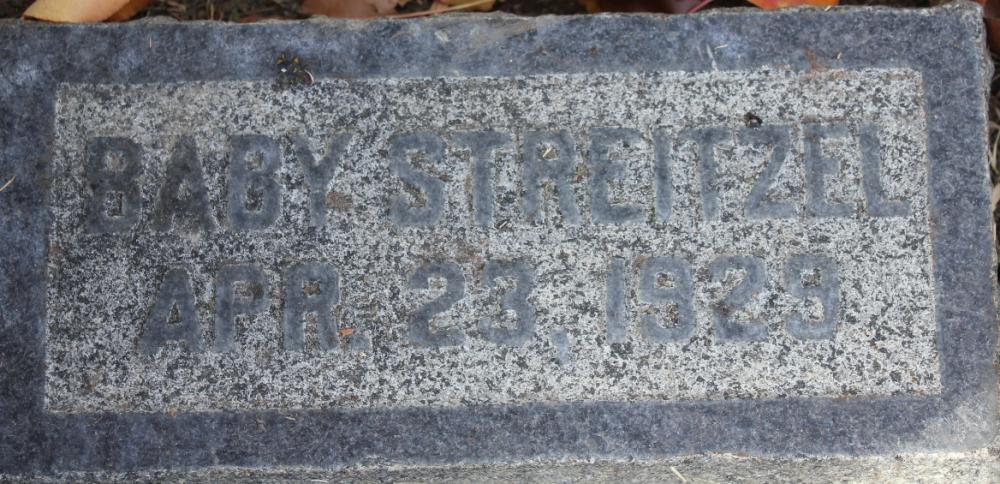 BABY STREITZEL
APR. 23, 1929